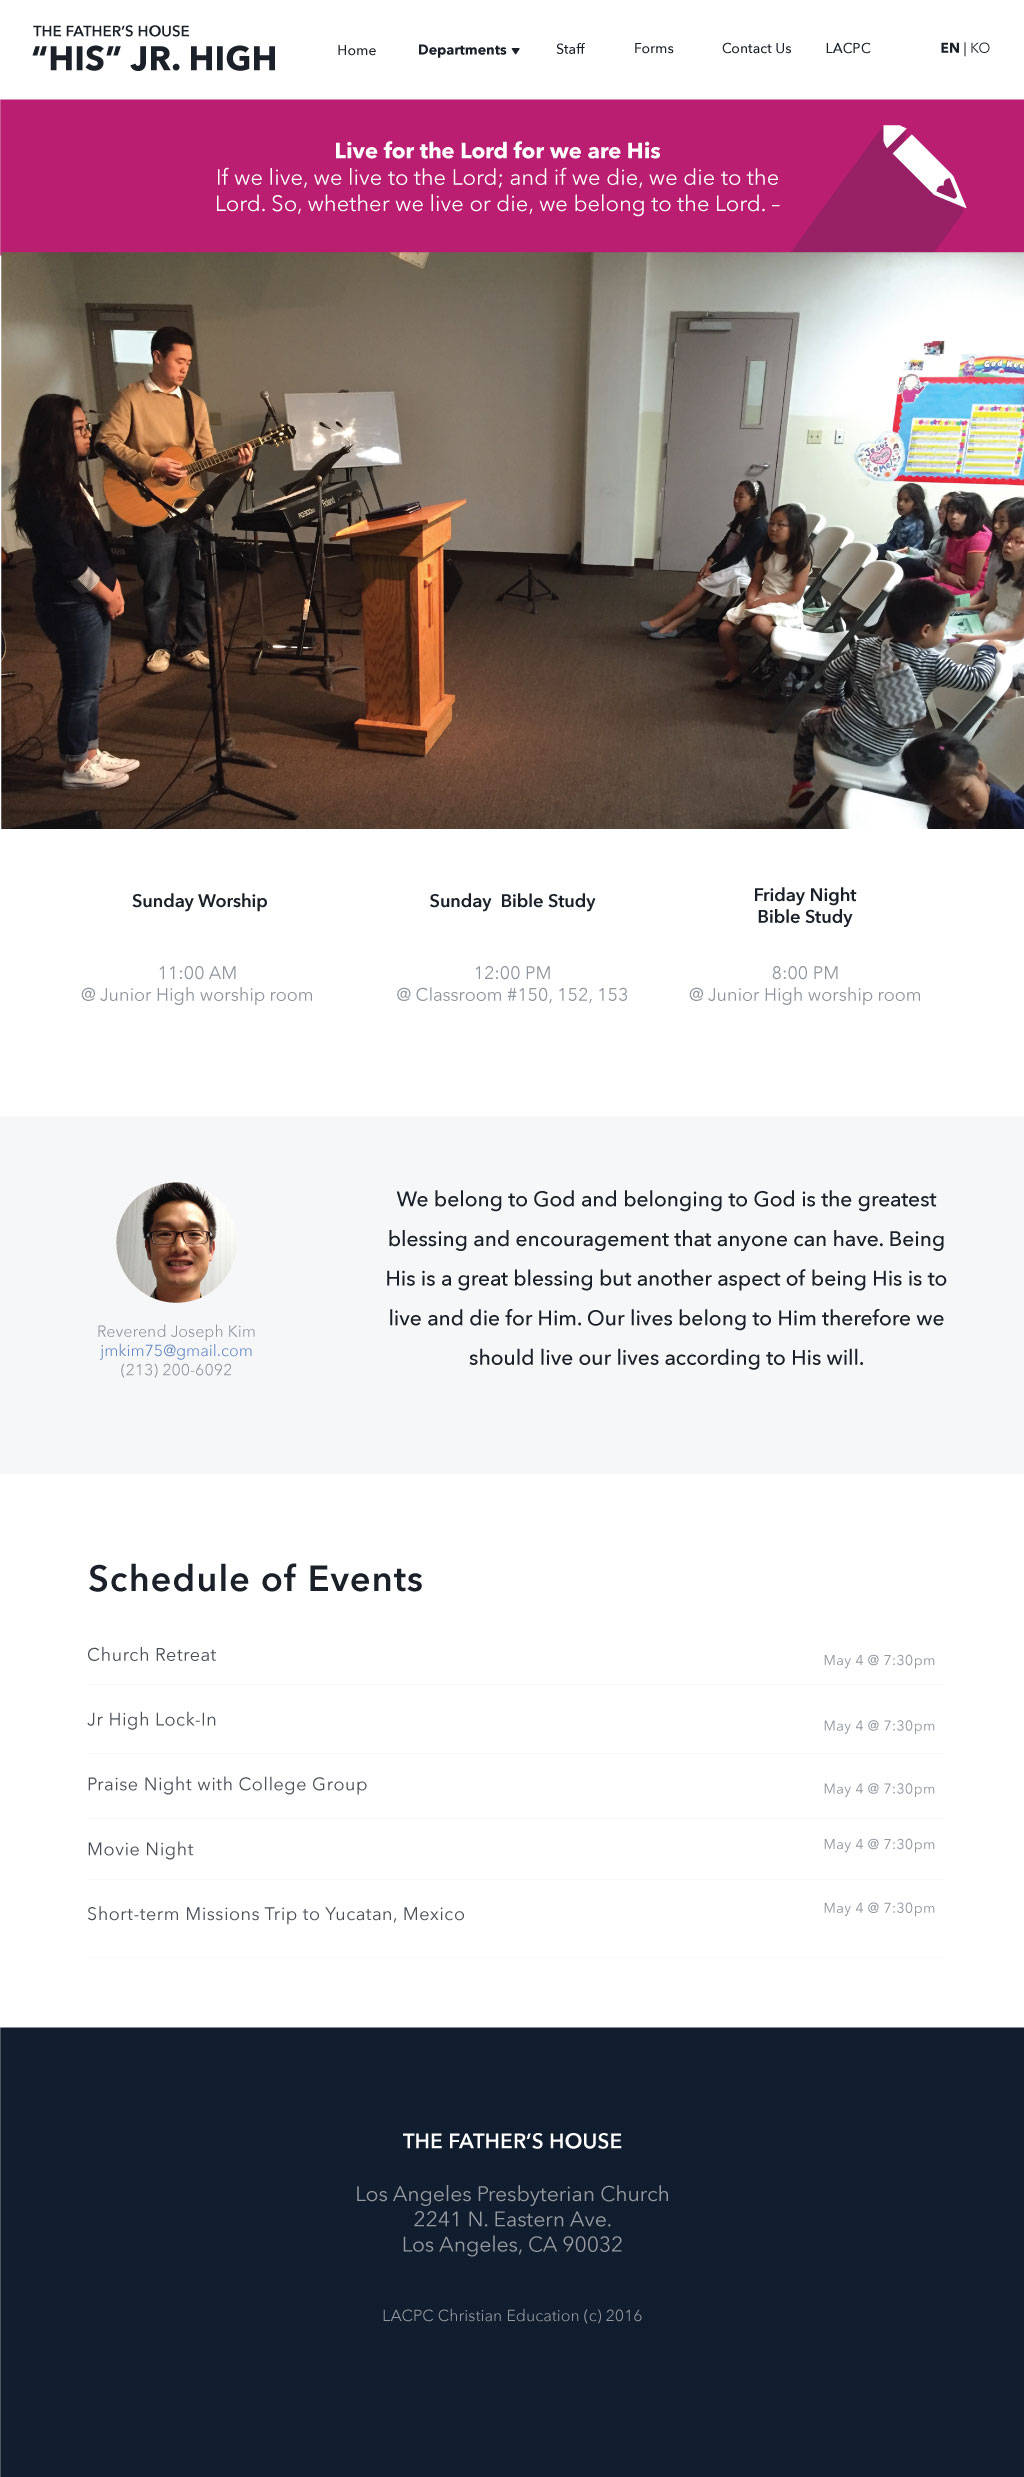 THE FATHER’S HOUSE
“HIS” JR. HIGH
Home
Departments
Staff
Forms
Contact Us
LACPC
EN | KO
Live for the Lord for we are His
If we live, we live to the Lord; and if we die, we die to the
Lord. So, whether we live or die, we belong to the Lord. –
Roland
Jesus
Loves
me!
Sunday Worship
11:00 AM
@ Junior High worship room
Sunday  Bible Study
12:00 PM
@ Classroom #150, 152, 153
Friday Night
Bible Study
8:00 PM
@ Junior High worship room
Reverend Joseph Kim
jmkim75@gmail.com
(213) 200-6092
We belong to God and belonging to God is the greatest
blessing and encouragement that anyone can have. Being
His is a great blessing but another aspect of being His is to
live and die for Him. Our lives belong to Him therefore we
should live our lives according to His will.
Schedule of Events
Church Retreat
May 4 @ 7:30pm
Jr High Lock-In
May 4 @ 7:30pm
Praise Night with College Group
May 4 @ 7:30pm
Movie Night
May 4 @ 7:30pm
Short-term Missions Trip to Yucatan, Mexico
May 4 @ 7:30pm
THE FATHER’S HOUSE
Los Angeles Presbyterian Church
2241 N. Eastern Ave.
Los Angeles, CA 90032
LACPC Christian Education (c) 2016